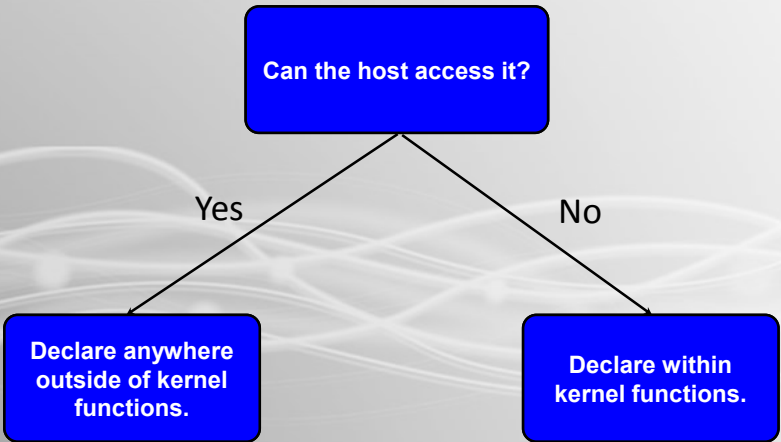 Can the host access it?
Yes
No
Declare anywhere
outside of kernel
functions.
Declare within
kernel functions.